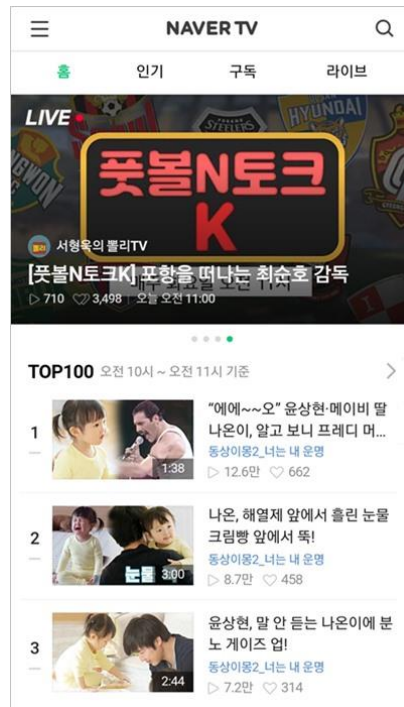 NAVER TV
홈 인기 구독 라이브
LIVE
STEELERS
HYUNDAI
풋볼N토크
K
서형욱의 뽈리TV
[풋볼N토크K] 포항을 떠나는 최순호 감독
710 3,498 오늘 오전 11:00
TOP100 오전 10시 ~ 오전 11시 기준
1
1:38
“에에~~오” 윤상현·메이비 딸
나온이, 알고 보니 프레디 머...
동상이몽2_너는 내 운명
12.6만 662
2
눈물
3:00
나온, 해열제 앞에서 흘린 눈물
크림빵 앞에서 뚝!
동상이몽2_너는 내 운명
8.7만 458
3
2:44
윤상현, 말 안 듣는 나온이에 분
노 게이즈 업!
동상이몽2_너는 내 운명
7.2만 314